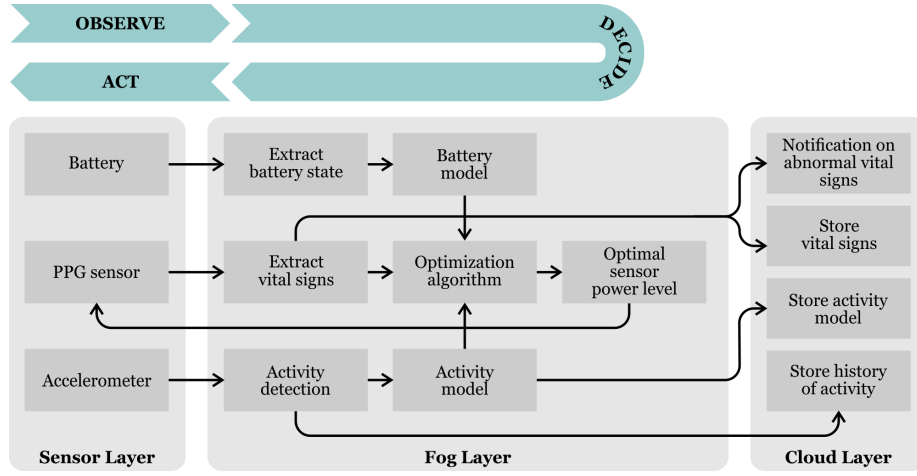 OBSERVE
DECIDE
ACT
Battery
Extract
battery state
Battery
model
Notification on
abnormal vital
signs
Store
vital signs
PPG sensor
Extract
vital signs
Optimization
algorithm
Optimal
sensor
power level
Store activity
model
Accelerometer
Activity
detection
Activity
model
Store history
of activity
Sensor Layer
Fog Layer
Cloud Layer